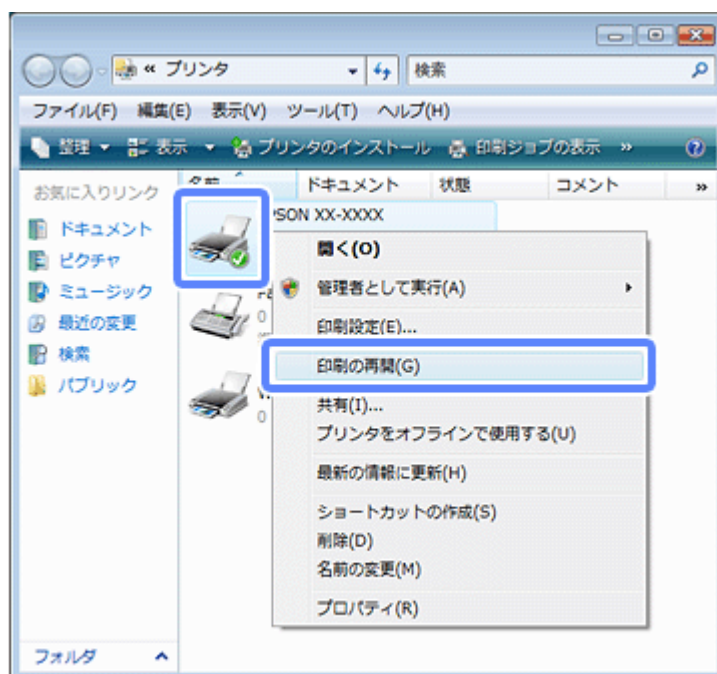 « プリンタ
検索
ファイル(F) 編集(E) 表示(V) ツール(T) ヘルプ(H)
整理 表示 プリンタのインストール 印刷ジョブの表示 »
お気に入りリンク
ドキュメント
ピクチャ
ミュージック
最近の変更
検索
パブリック
フォルダ
名前 ドキュメント 状態 コメント »
PSON XX-XXXX
0
0
開く(O)
管理者として実行(A)
印刷設定(E)...
印刷の再開(G)
共有(I)...
プリンタをオフラインで使用する(U)
最新の情報に更新(H)
ショートカットの作成(S)
削除(D)
名前の変更(M)
プロパティ(R)